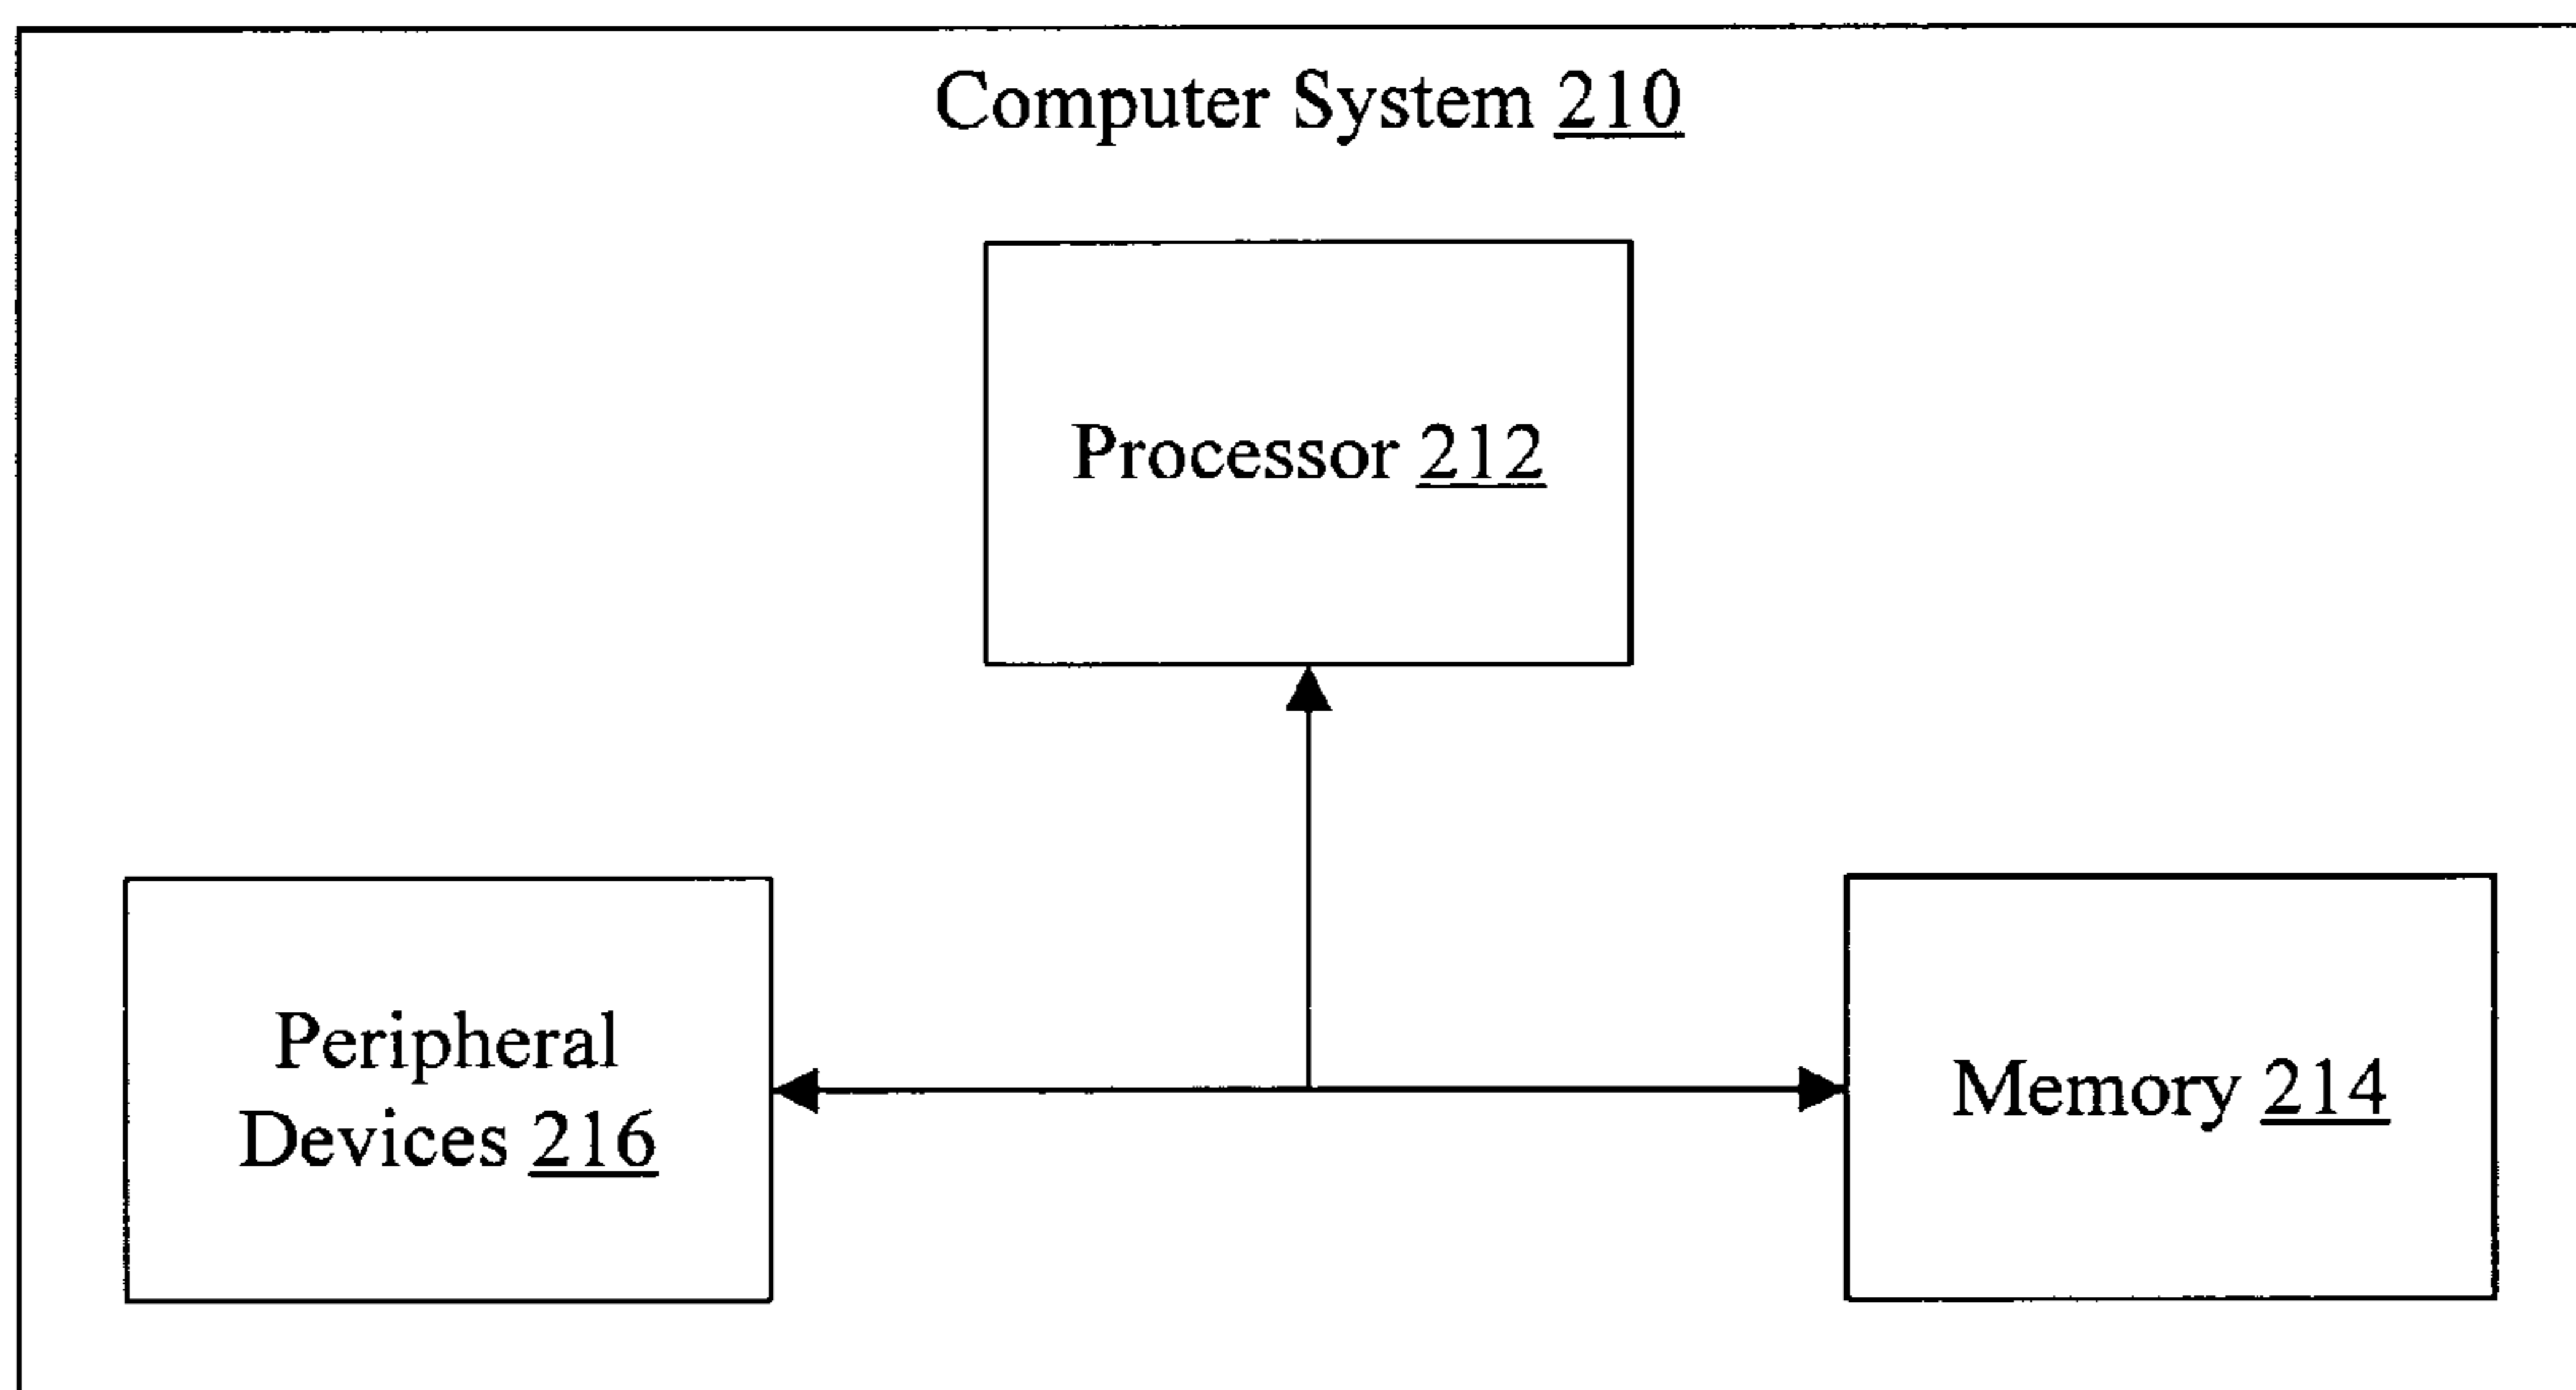 Computer System 210
Processor 212
Peripheral
Devices 216
Memory 214